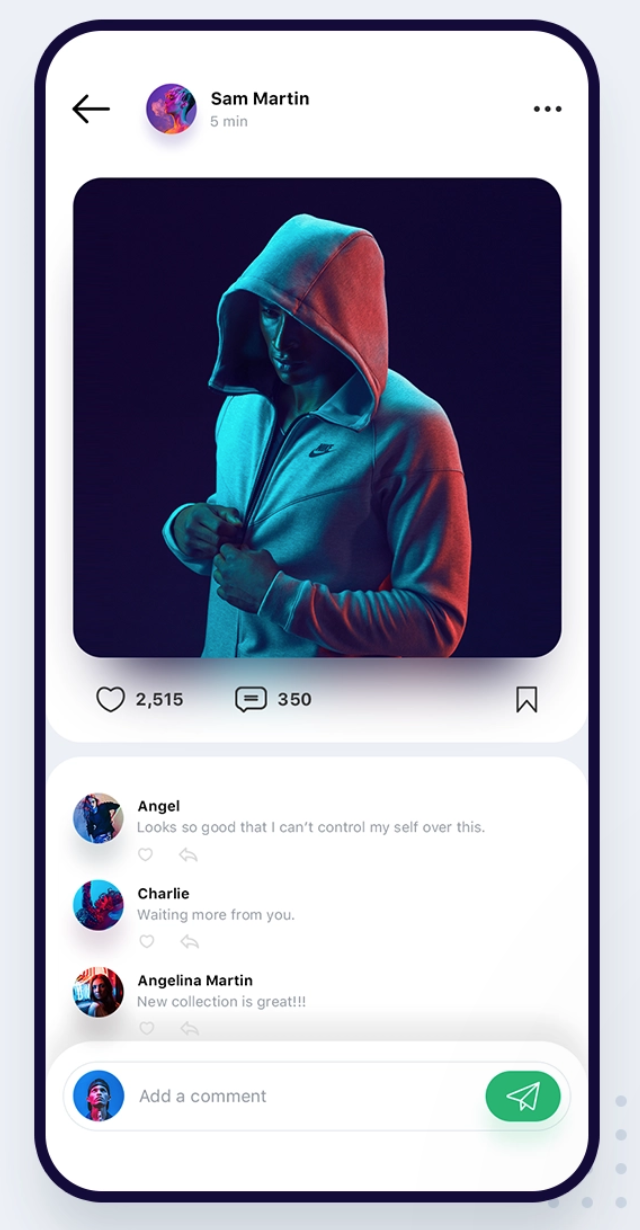 Sam Martin
5 min
2,515 350
Angel
Looks so good that I can't control my self over this.
Charlie
Waiting more from you.
Angelina Martin
New collection is great!!!
Add a comment